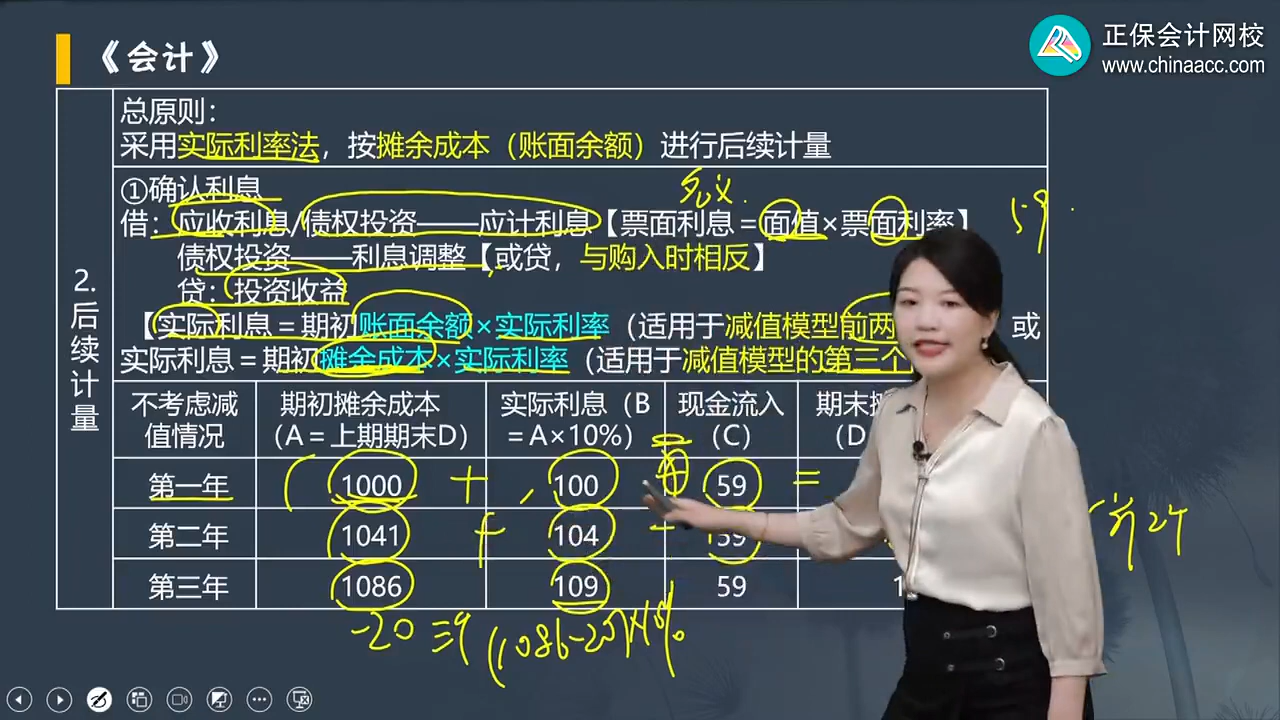 《会计》
正保会计网校
www.chinaacc.com
总原则：
采用实际利率法，按摊余成本（账面余额）进行后续计量
2.后续计量
①确认利息
名义
借：应收利息/债权投资——应计利息【票面利息＝面值×票面利率】
59
债权投资——利息调整【或贷，与购入时相反】
贷：投资收益
【实际利息＝期初账面余额×实际利率（适用于减值模型前两 或
实际利息＝期初摊余成本×实际利率（适用于减值模型的第三个
不考虑减值情况
期初摊余成本（A＝上期期末D）
实际利息（B＝A×10%）
现金流入（C）
期末摊
（D
第一年 1000 + 100 59 =
第二年 1041 + 104 - 59
第三年 1086 109 59 1
-20 三9 (1086-20)×10%